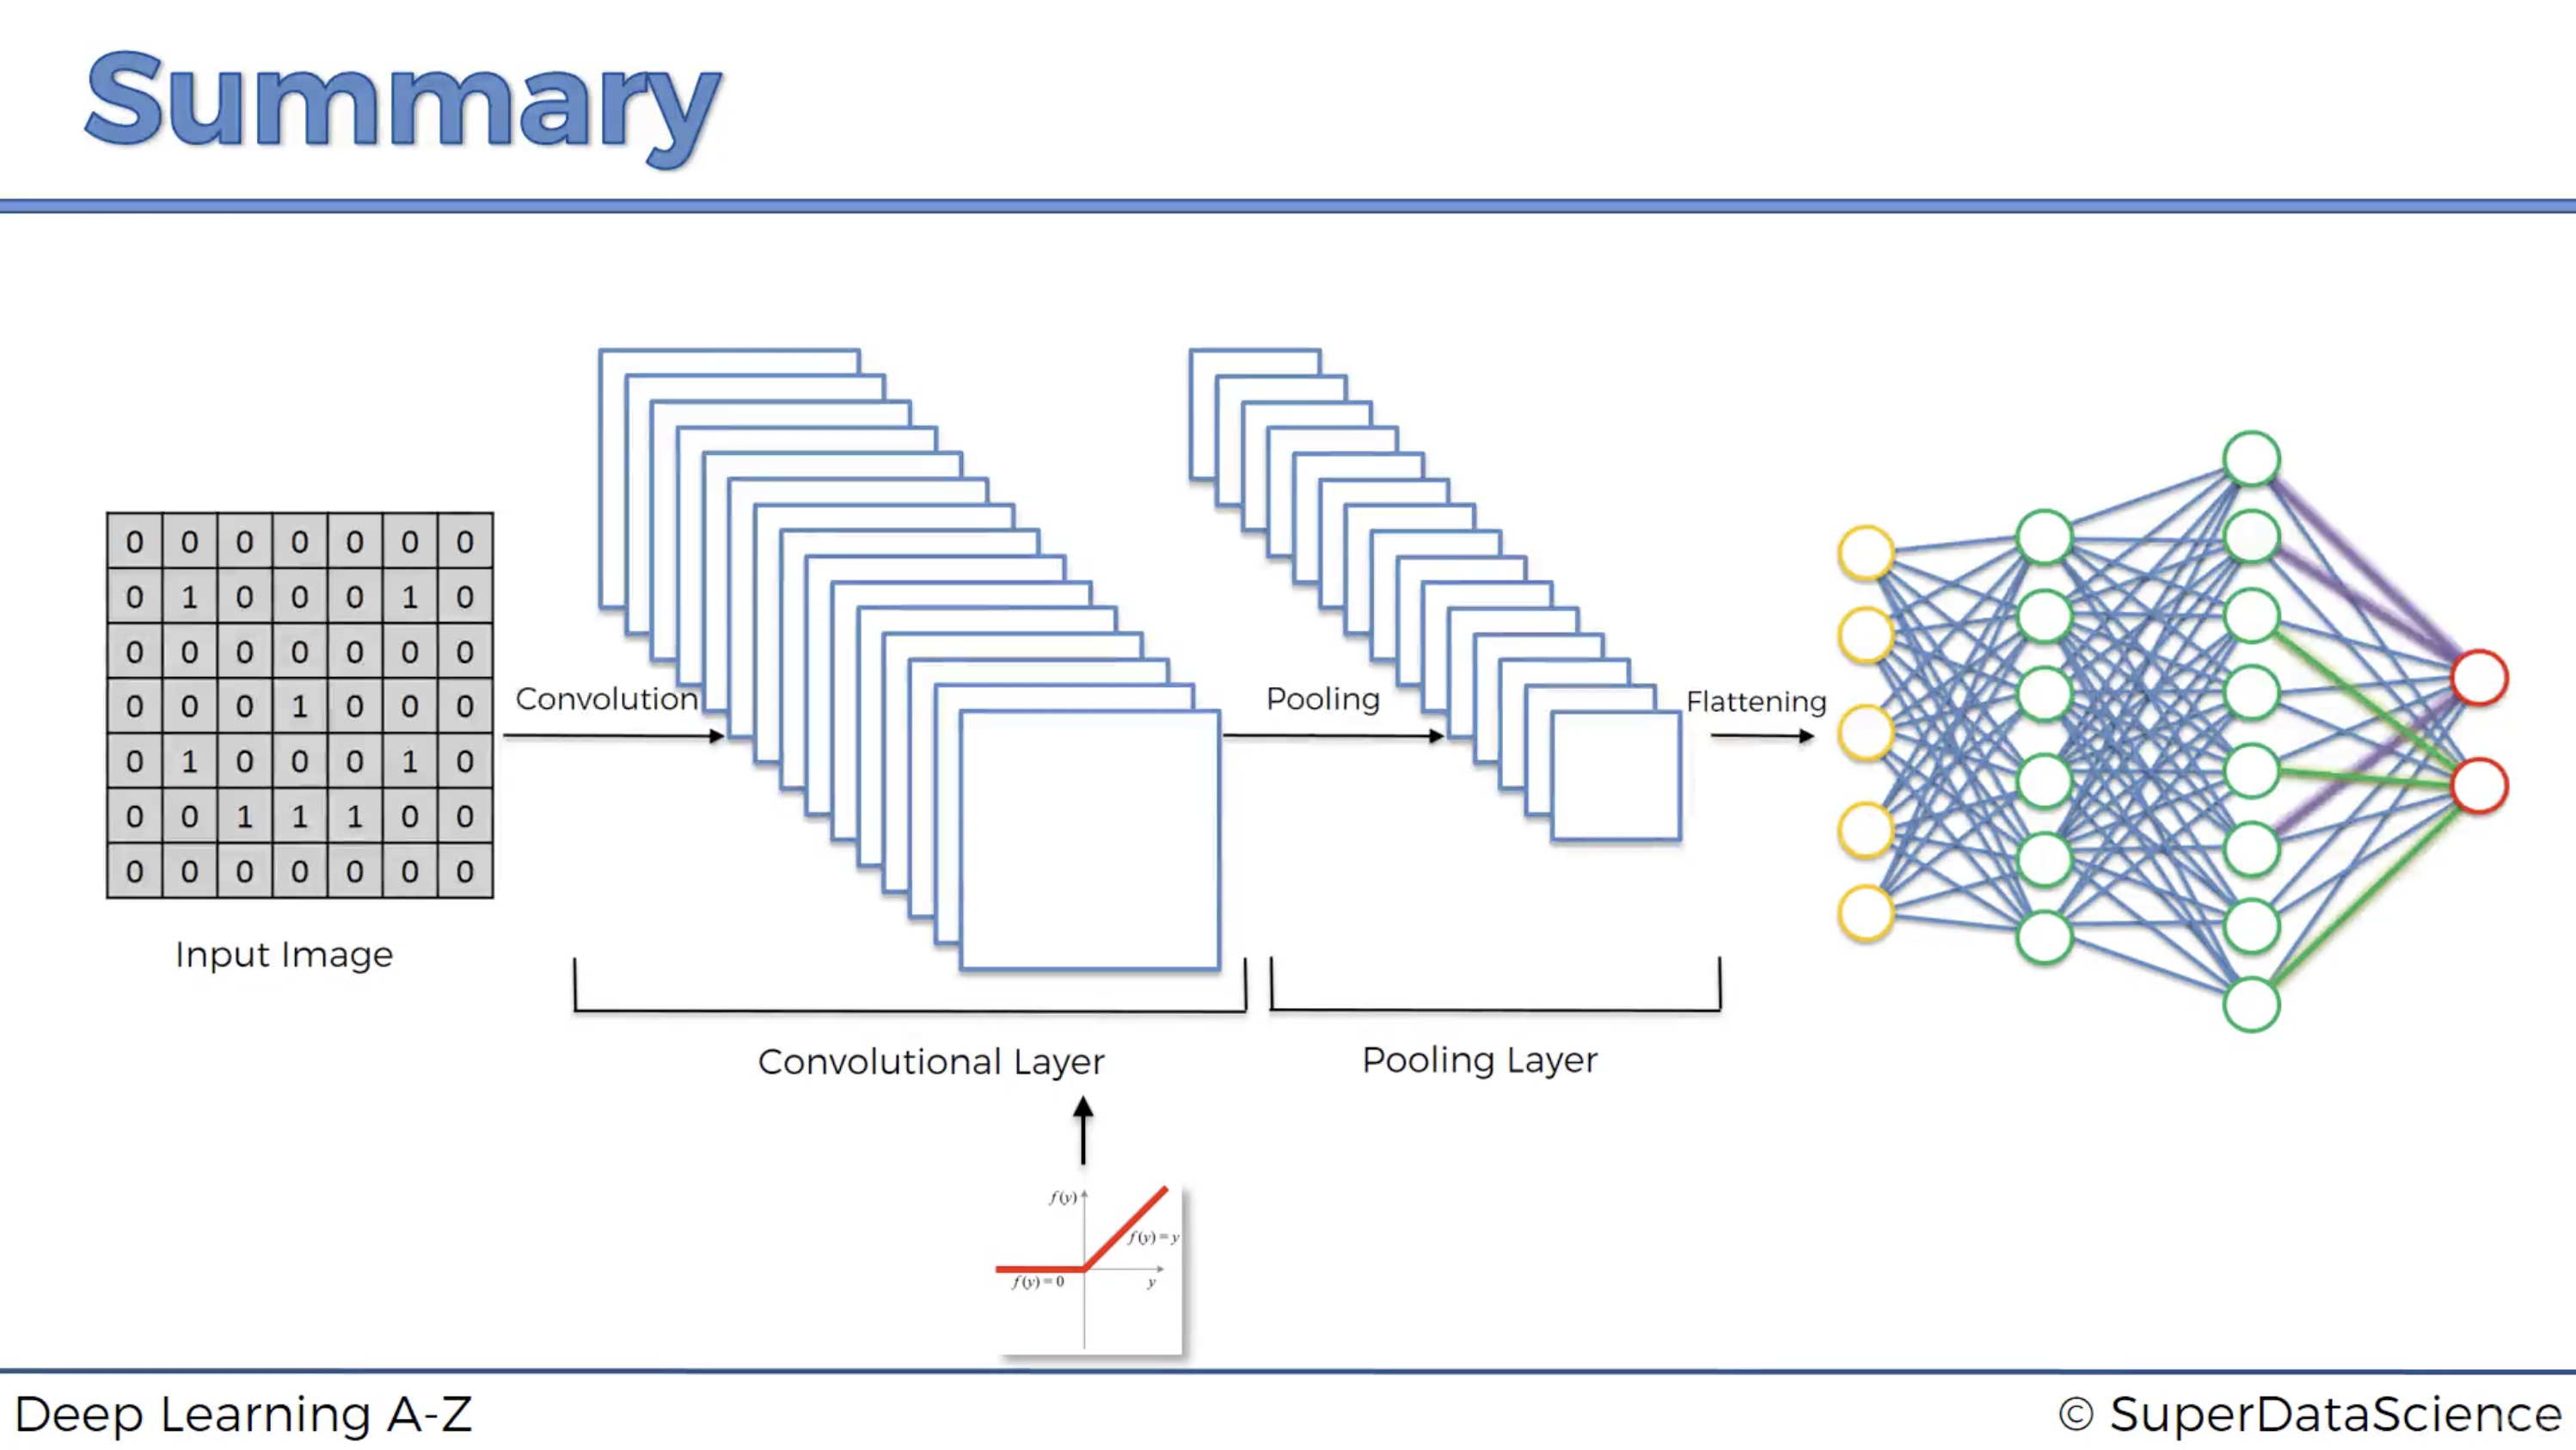 Summary
0 0 0 0 0 0 0
0 1 0 0 0 1 0
0 0 0 0 0 0 0
0 0 0 1 0 0 0
0 1 0 0 0 1 0
0 0 1 1 1 0 0
0 0 0 0 0 0 0
Input Image
Convolution
Pooling
Flattening
Convolutional Layer
Pooling Layer
f(y)
f(y)=y
f(y)=0
y
Deep Learning A-Z
© SuperDataScience